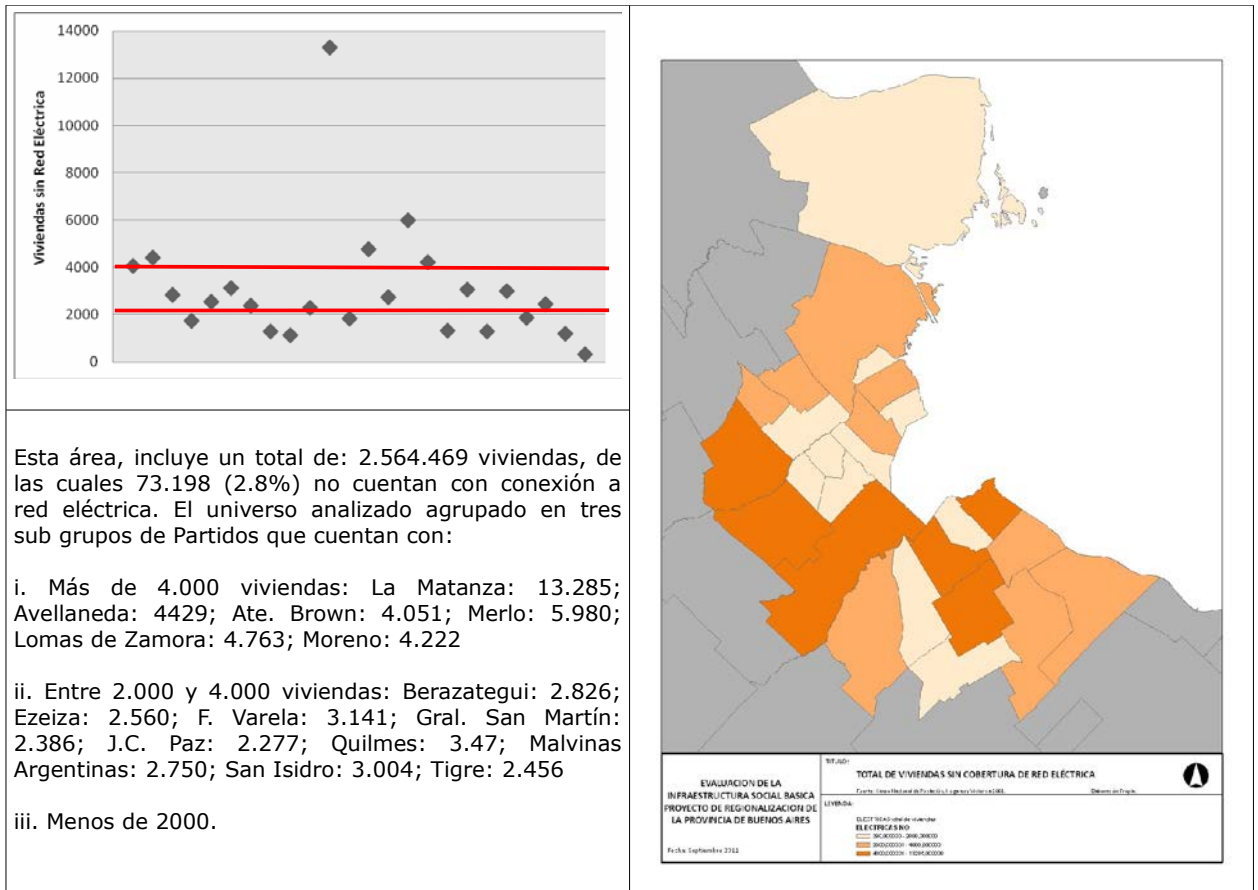 14000
12000
10000
8000
6000
4000
2000
0
Viviendas sin Red Eléctrica
Esta área, incluye un total de: 2.564.469 viviendas, de
las cuales 73.198 (2.8%) no cuentan con conexión a
red eléctrica. El universo analizado agrupado en tres
sub grupos de Partidos que cuentan con:
i. Más de 4.000 viviendas: La Matanza: 13.285;
Avellaneda: 4429; Ate. Brown: 4.051; Merlo: 5.980;
Lomas de Zamora: 4.763; Moreno: 4.222
ii. Entre 2.000 y 4.000 viviendas: Berazategui: 2.826;
Ezeiza: 2.560; F. Varela: 3.141; Gral. San Martín:
2.386; J.C. Paz: 2.277; Quilmes: 3.47; Malvinas
Argentinas: 2.750; San Isidro: 3.004; Tigre: 2.456
iii. Menos de 2000.
EVALUACION DE LA
INFRAESTRUCTURA SOCIAL BASICA
PROYECTO DE REGIONALIZACION DE
LA PROVINCIA DE BUENOS AIRES
Fecha: Septiembre 2011
TITULO:
TOTAL DE VIVIENDAS SIN COBERTURA DE RED ELÉCTRICA
LEYENDA:
ELECTRICAS NO